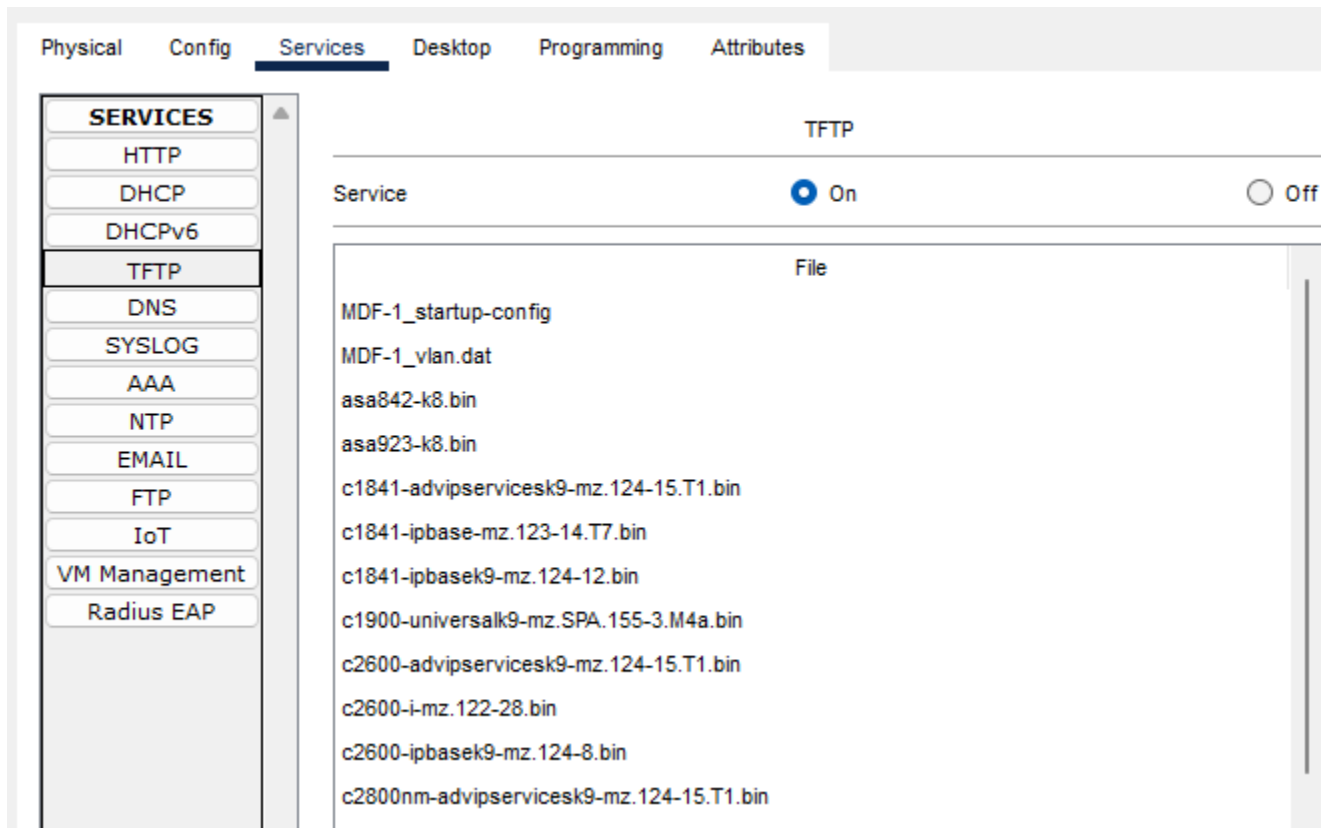 Physical Config Services Desktop Programming Attributes
SERVICES
HTTP
DHCP
DHCPv6
TFTP
DNS
SYSLOG
AAA
NTP
EMAIL
FTP
IoT
VM Management
Radius EAP
TFTP
Service On Off
File
MDF-1_startup-config
MDF-1_vlan.dat
asa842-k8.bin
asa923-k8.bin
c1841-advipservicesk9-mz.124-15.T1.bin
c1841-ipbase-mz.123-14.T7.bin
c1841-ipbasek9-mz.124-12.bin
c1900-universalk9-mz.SPA.155-3.M4a.bin
c2600-advipservicesk9-mz.124-15.T1.bin
c2600-i-mz.122-28.bin
c2600-ipbasek9-mz.124-8.bin
c2800nm-advipservicesk9-mz.124-15.T1.bin